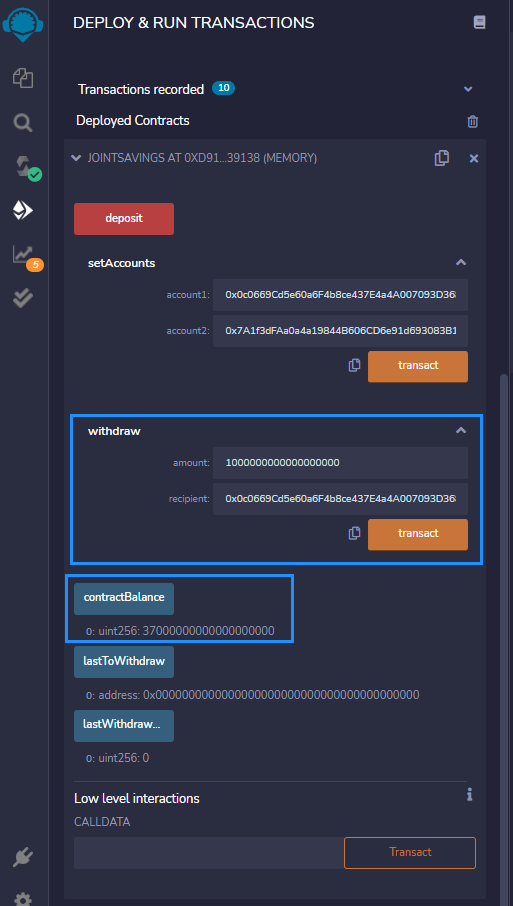 DEPLOY & RUN TRANSACTIONS
Transactions recorded 10
Deployed Contracts
JOINTSAVINGS AT 0XD91...39138 (MEMORY)
deposit
setAccounts
account1: 0x0c0669Cd5e60a6F4b8ce437E4a4A007093D368
account2: 0x7A1f3dFAa0a4a19844B606CD6e91d693083B1
transact
withdraw
amount: 1000000000000000000
recipient: 0x0c0669Cd5e60a6F4b8ce437E4a4A007093D368
transact
contractBalance
0: uint256: 37000000000000000000
lastToWithdraw
0: address: 0x0000000000000000000000000000000000000000
lastWithdraw...
0: uint256: 0
5
Low level interactions
CALLDATA
Transact